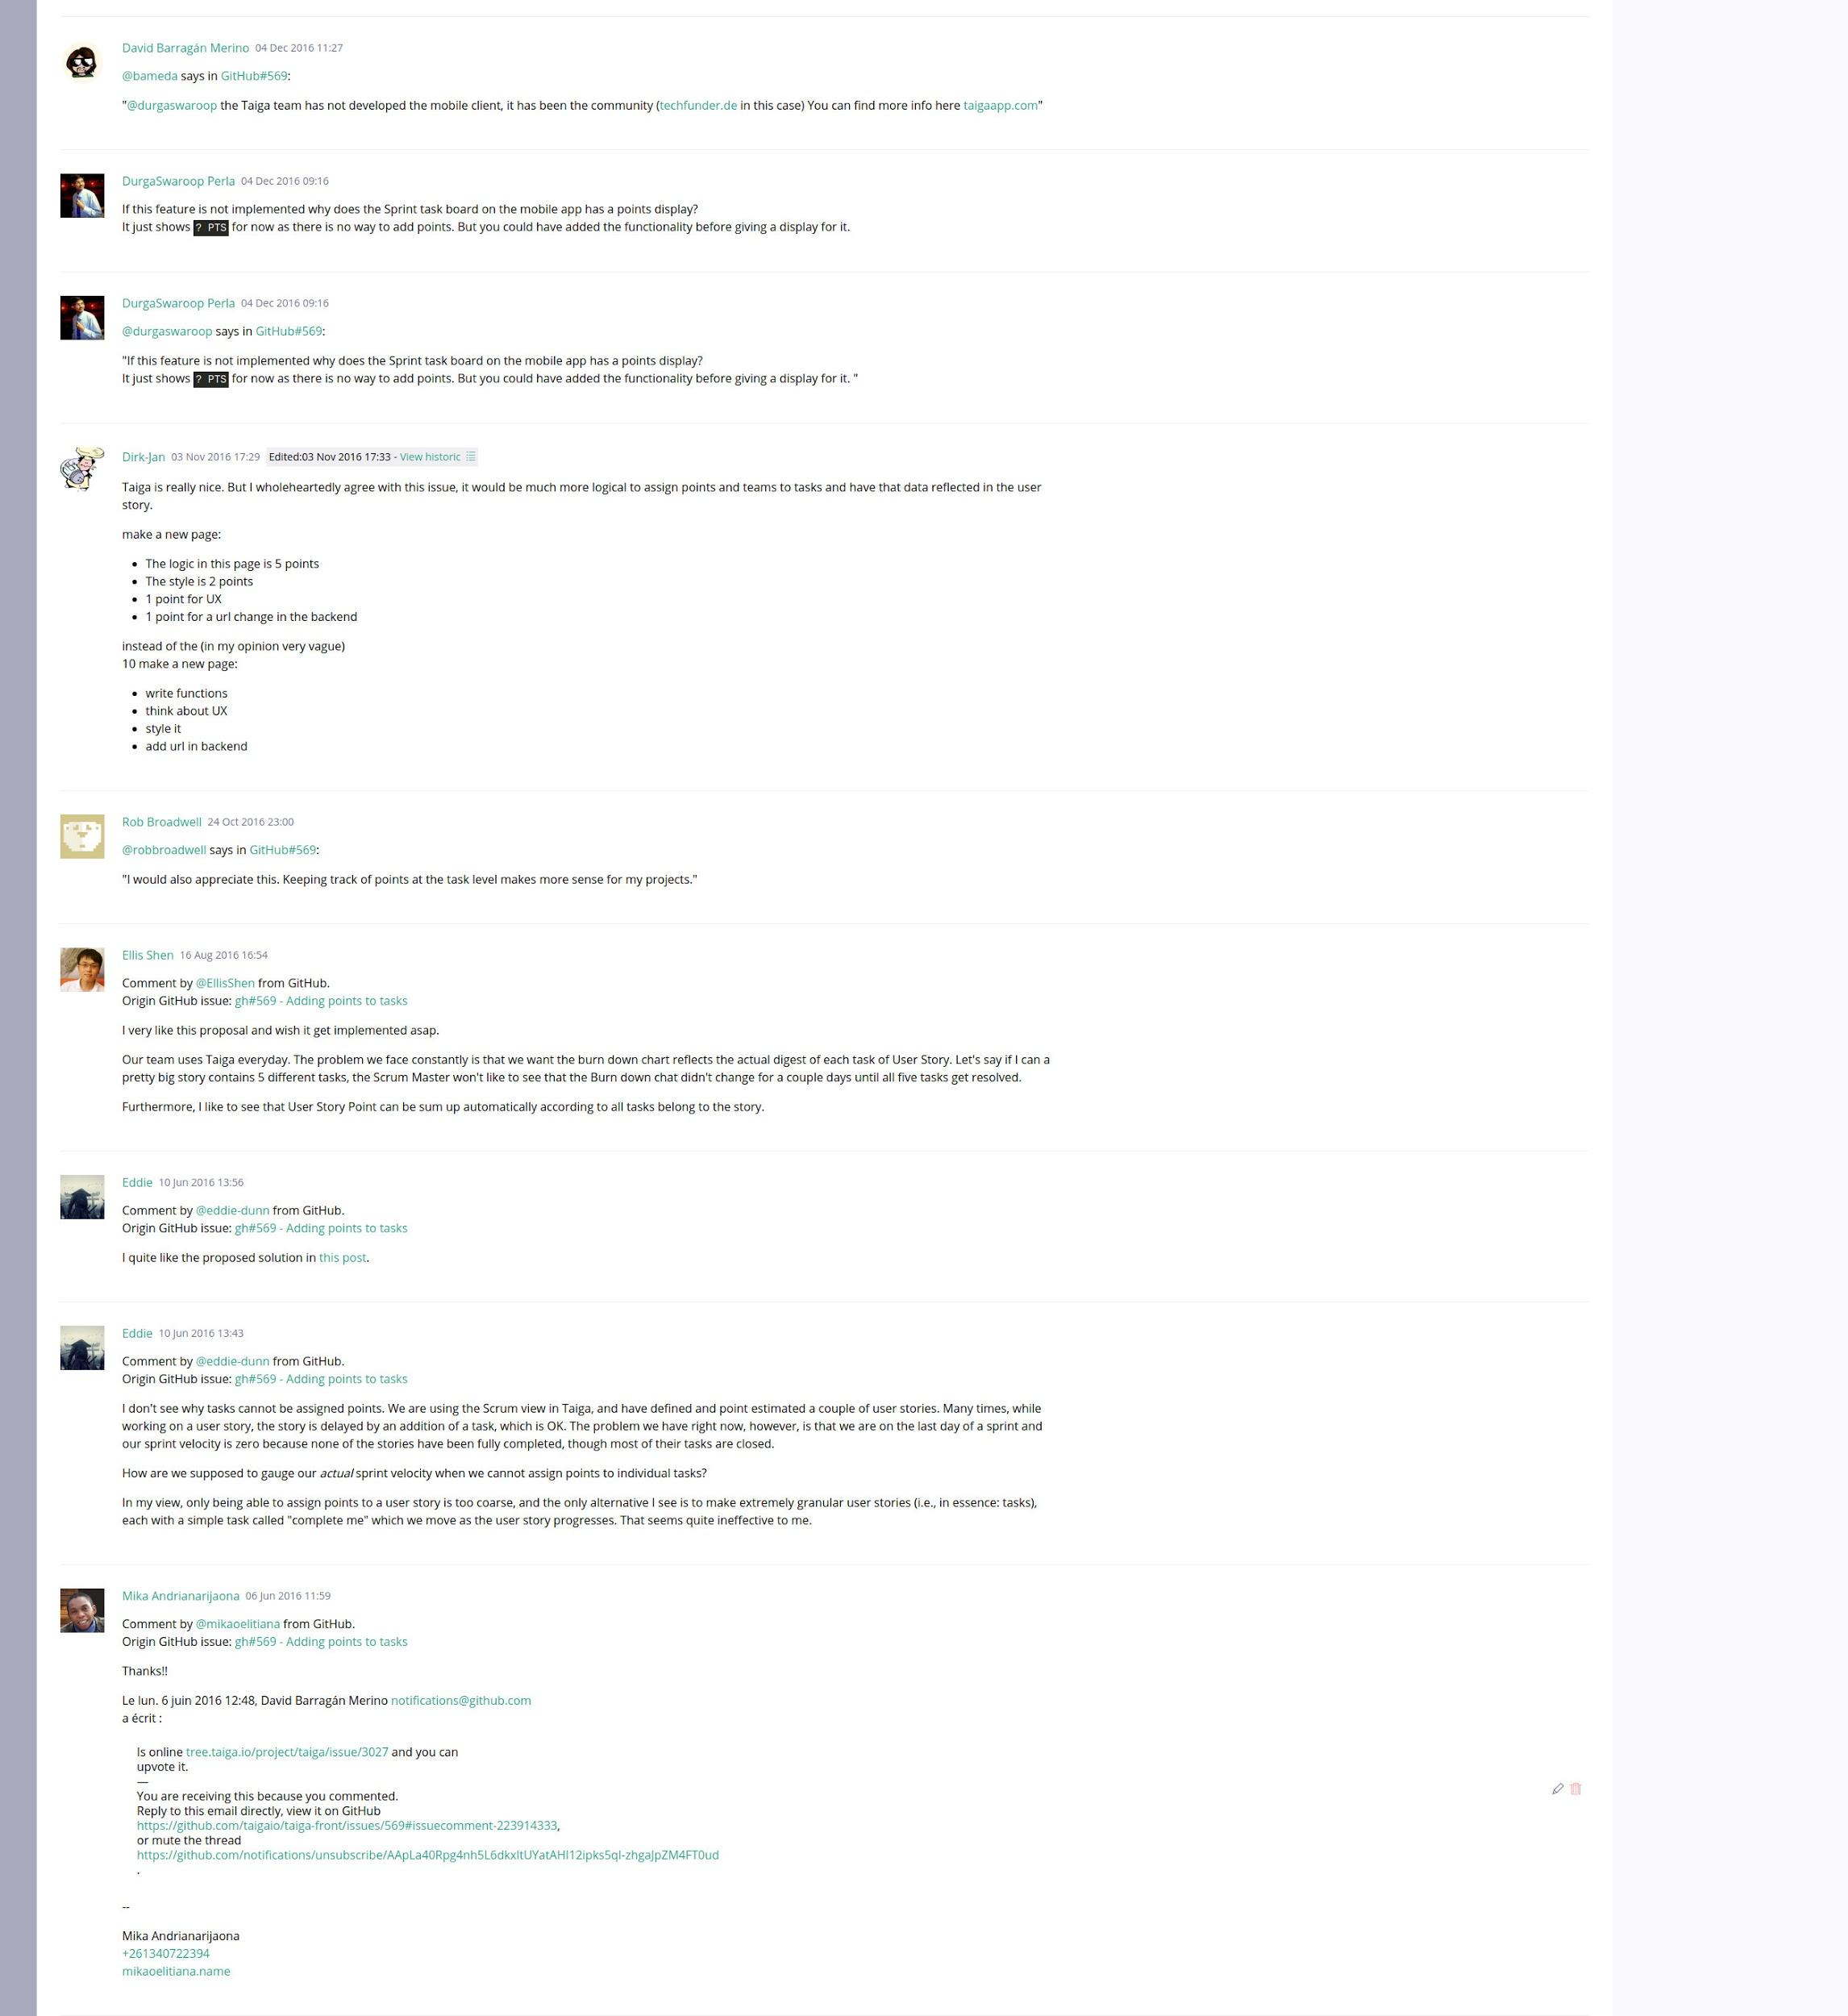 David Barragán Merino 04 Dec 2016 11:27
@bameda says in GitHub#569:
"@durgaswaroop the Taiga team has not developed the mobile client, it has been the community (techfunder.de in this case) You can find more info here taigaapp.com"
DurgaSwaroop Perla 04 Dec 2016 09:16
If this feature is not implemented why does the Sprint task board on the mobile app has a points display?
It just shows ? PTS for now as there is no way to add points. But you could have added the functionality before giving a display for it.
DurgaSwaroop Perla 04 Dec 2016 09:16
@durgaswaroop says in GitHub#569:
"If this feature is not implemented why does the Sprint task board on the mobile app has a points display?
It just shows ? PTS for now as there is no way to add points. But you could have added the functionality before giving a display for it. "
Dirk-Jan 03 Nov 2016 17:29 Edited:03 Nov 2016 17:33 - View historic
Taiga is really nice. But I wholeheartedly agree with this issue, it would be much more logical to assign points and teams to tasks and have that data reflected in the user
story.
make a new page:
• The logic in this page is 5 points
• The style is 2 points
• 1 point for UX
• 1 point for a url change in the backend
instead of the (in my opinion very vague)
10 make a new page:
• write functions
• think about UX
• style it
• add url in backend
Rob Broadwell 24 Oct 2016 23:00
@robbroadwell says in GitHub#569:
"I would also appreciate this. Keeping track of points at the task level makes more sense for my projects."
Ellis Shen 16 Aug 2016 16:54
Comment by @EllisShen from GitHub.
Origin GitHub issue: gh#569 - Adding points to tasks
I very like this proposal and wish it get implemented asap.
Our team uses Taiga everyday. The problem we face constantly is that we want the burn down chart reflects the actual digest of each task of User Story. Let's say if I can a
pretty big story contains 5 different tasks, the Scrum Master won't like to see that the Burn down chat didn't change for a couple days until all five tasks get resolved.
Furthermore, I like to see that User Story Point can be sum up automatically according to all tasks belong to the story.
Eddie 10 Jun 2016 13:56
Comment by @eddie-dunn from GitHub.
Origin GitHub issue: gh#569 - Adding points to tasks
I quite like the proposed solution in this post.
Eddie 10 Jun 2016 13:43
Comment by @eddie-dunn from GitHub.
Origin GitHub issue: gh#569 - Adding points to tasks
I don't see why tasks cannot be assigned points. We are using the Scrum view in Taiga, and have defined and point estimated a couple of user stories. Many times, while
working on a user story, the story is delayed by an addition of a task, which is OK. The problem we have right now, however, is that we are on the last day of a sprint and
our sprint velocity is zero because none of the stories have been fully completed, though most of their tasks are closed.
How are we supposed to gauge our actual sprint velocity when we cannot assign points to individual tasks?
In my view, only being able to assign points to a user story is too coarse, and the only alternative I see is to make extremely granular user stories (i.e., in essence: tasks),
each with a simple task called "complete me" which we move as the user story progresses. That seems quite ineffective to me.
Mika Andrianarijaona 06 Jun 2016 11:59
Comment by @mikaoelitiana from GitHub.
Origin GitHub issue: gh#569 - Adding points to tasks
Thanks!!
Le lun. 6 juin 2016 12:48, David Barragán Merino notifications@github.com
a écrit :
Is online tree.taiga.io/project/taiga/issue/3027 and you can
upvote it.
—
You are receiving this because you commented.
Reply to this email directly, view it on GitHub
https://github.com/taigaio/taiga-front/issues/569#issuecomment-223914333,
or mute the thread
https://github.com/notifications/unsubscribe/AApLa40Rpg4nh5L6dkxItUYatAHI12ipks5qI-zhgaJpZM4FT0ud
.
--
Mika Andrianarijaona
+261340722394
mikaoelitiana.name